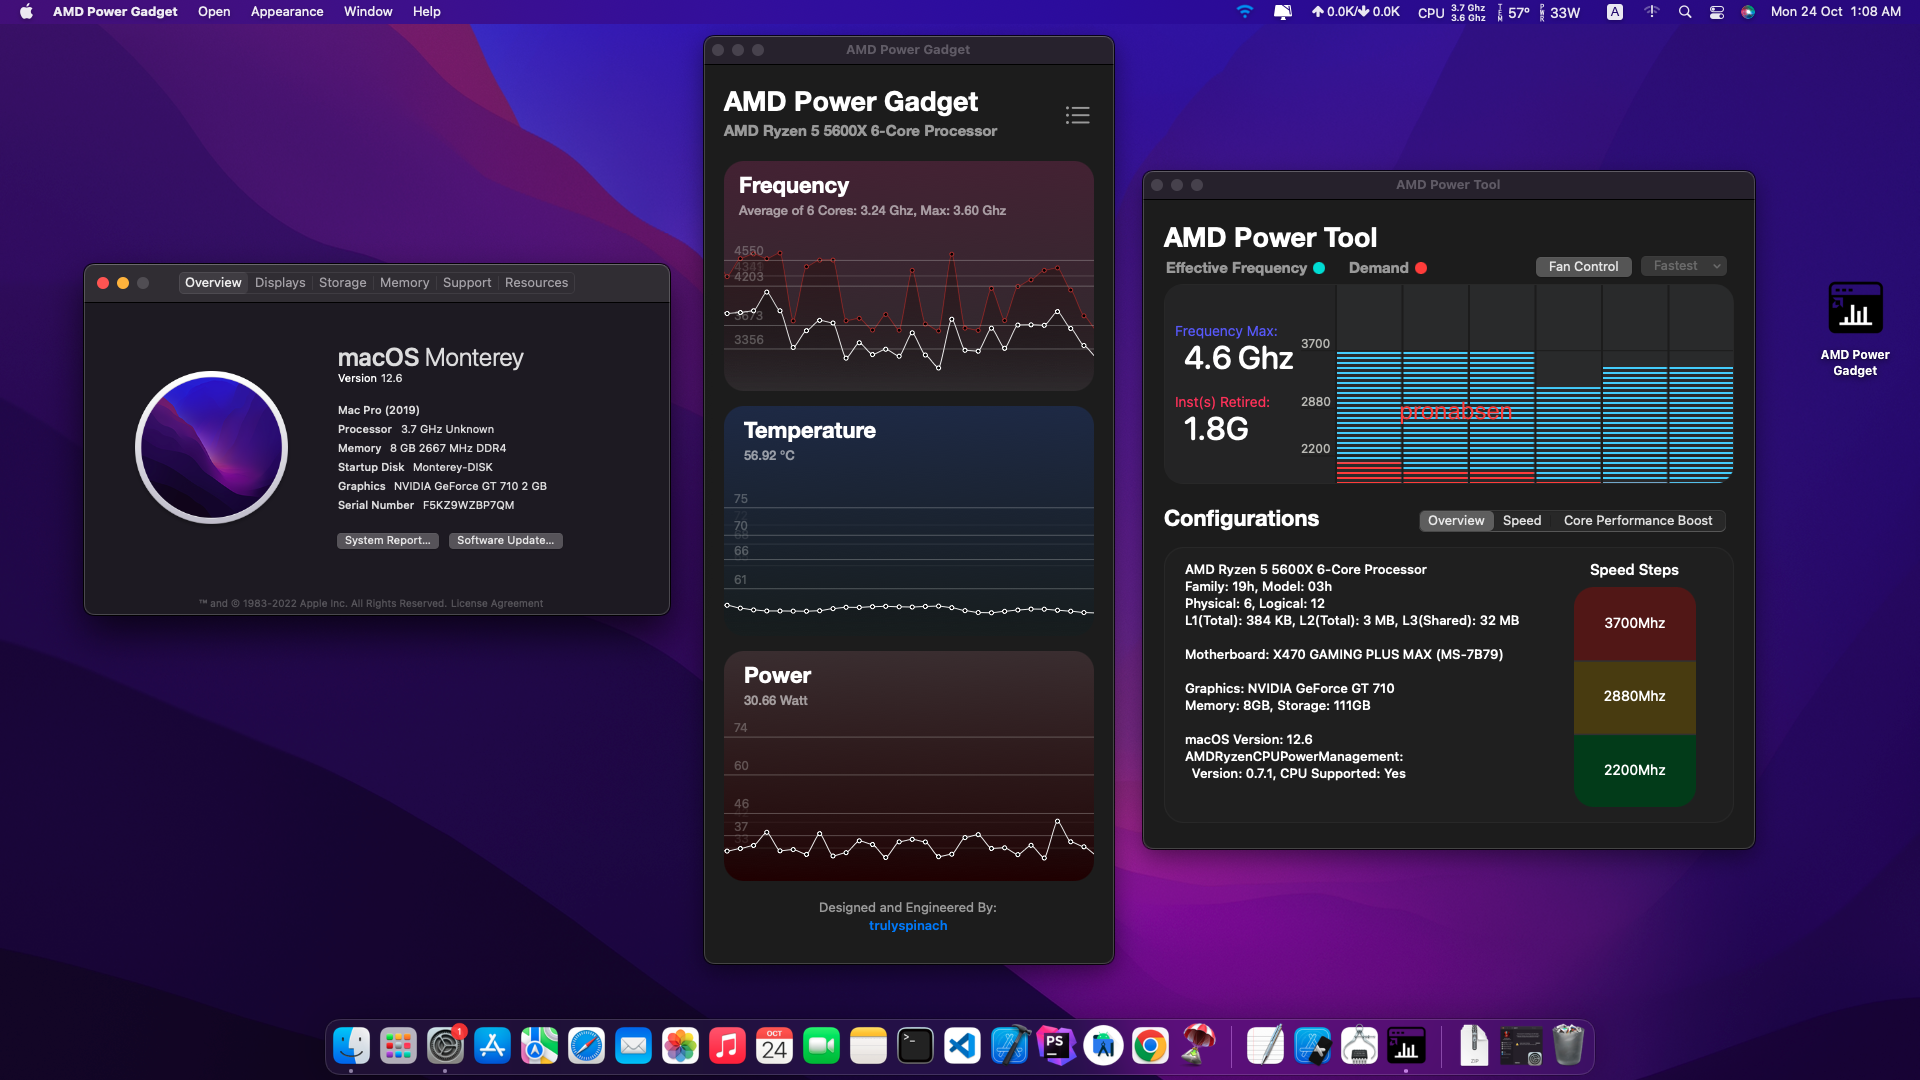 AMD Power Gadget Open Appearance Window Help
0.0K/ 0.0K CPU 3.7 Ghz 3.6 Ghz TEM 57° PWR 33W A Mon 24 Oct 1:08 AM
Overview Displays Storage Memory Support Resources
macOS Monterey
Version 12.6
Mac Pro (2019)
Processor 3.7 GHz Unknown
Memory 8 GB 2667 MHz DDR4
Startup Disk Monterey-DISK
Graphics NVIDIA GeForce GT 710 2 GB
Serial Number F5KZ9WZBP7QM
System Report... Software Update...
™ and © 1983-2022 Apple Inc. All Rights Reserved. License Agreement
AMD Power Gadget
AMD Power Gadget
AMD Ryzen 5 5600X 6-Core Processor
Frequency
Average of 6 Cores: 3.24 Ghz, Max: 3.60 Ghz
4550
4341
4203
3673
3356
Temperature
56.92 °C
75
70
66
61
Power
30.66 Watt
74
60
46
37
Designed and Engineered By:
trulyspinach
AMD Power Tool
AMD Power Tool
Effective Frequency Demand Fan Control Fastest
Frequency Max:
4.6 Ghz
Inst(s) Retired:
1.8G
3700
2880
2200
pronabsen
Configurations Overview Speed Core Performance Boost
AMD Ryzen 5 5600X 6-Core Processor
Family: 19h, Model: 03h
Physical: 6, Logical: 12
L1(Total): 384 KB, L2(Total): 3 MB, L3(Shared): 32 MB
Motherboard: X470 GAMING PLUS MAX (MS-7B79)
Graphics: NVIDIA GeForce GT 710
Memory: 8GB, Storage: 111GB
macOS Version: 12.6
AMDRyzenCPUPowerManagement:
Version: 0.7.1, CPU Supported: Yes
Speed Steps
3700Mhz
2880Mhz
2200Mhz
AMD Power
Gadget
1
OCT
24
PS
ZIP